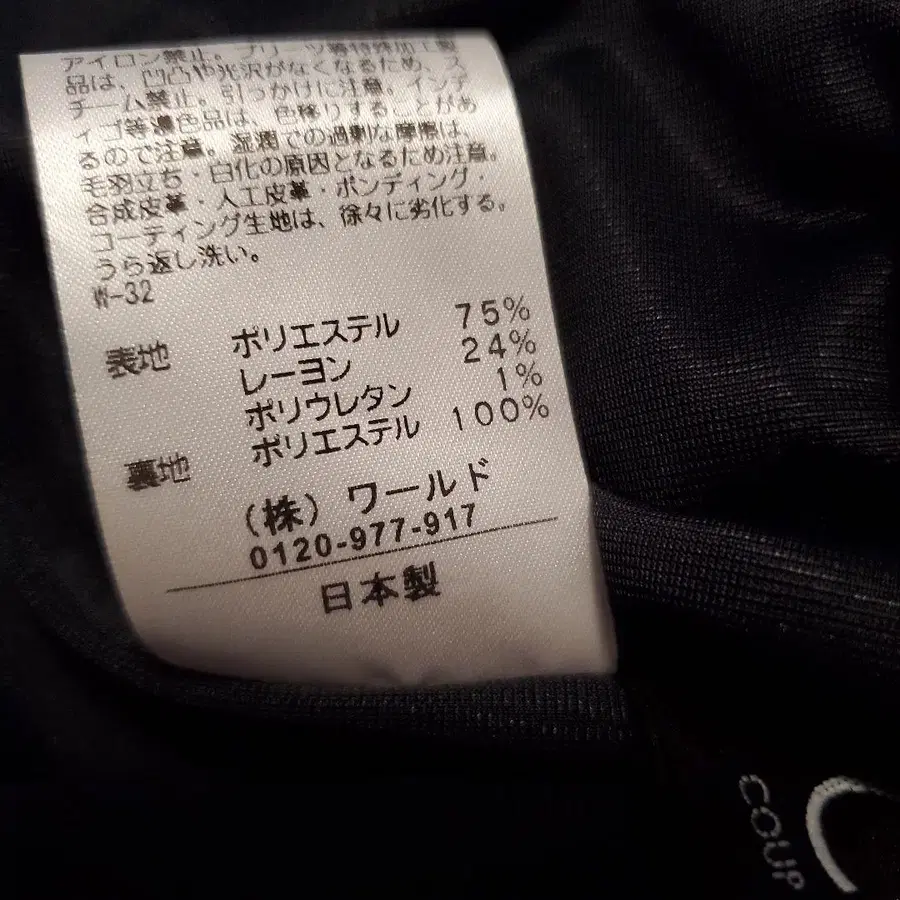 アイロン禁止。プリーツ等特殊加工製
品は、凹凸や光沢がなくなるため、ス
チーム禁止。引っかけに注意。インデ
ィゴ等濃色品は、色移りすることがあ
るので注意。湿潤での過剰な摩擦は、
毛羽立ち・白化の原因となるため注意。
合成皮革・人工皮革・ボンディング・
コーティング生地は、徐々に劣化する。
うら返し洗い。
W-32
表地 ポリエステル 75%
レーヨン 24%
ポリウレタン 1%
裏地 ポリエステル 100%
(株) ワールド
0120-977-917
日本製
COUP